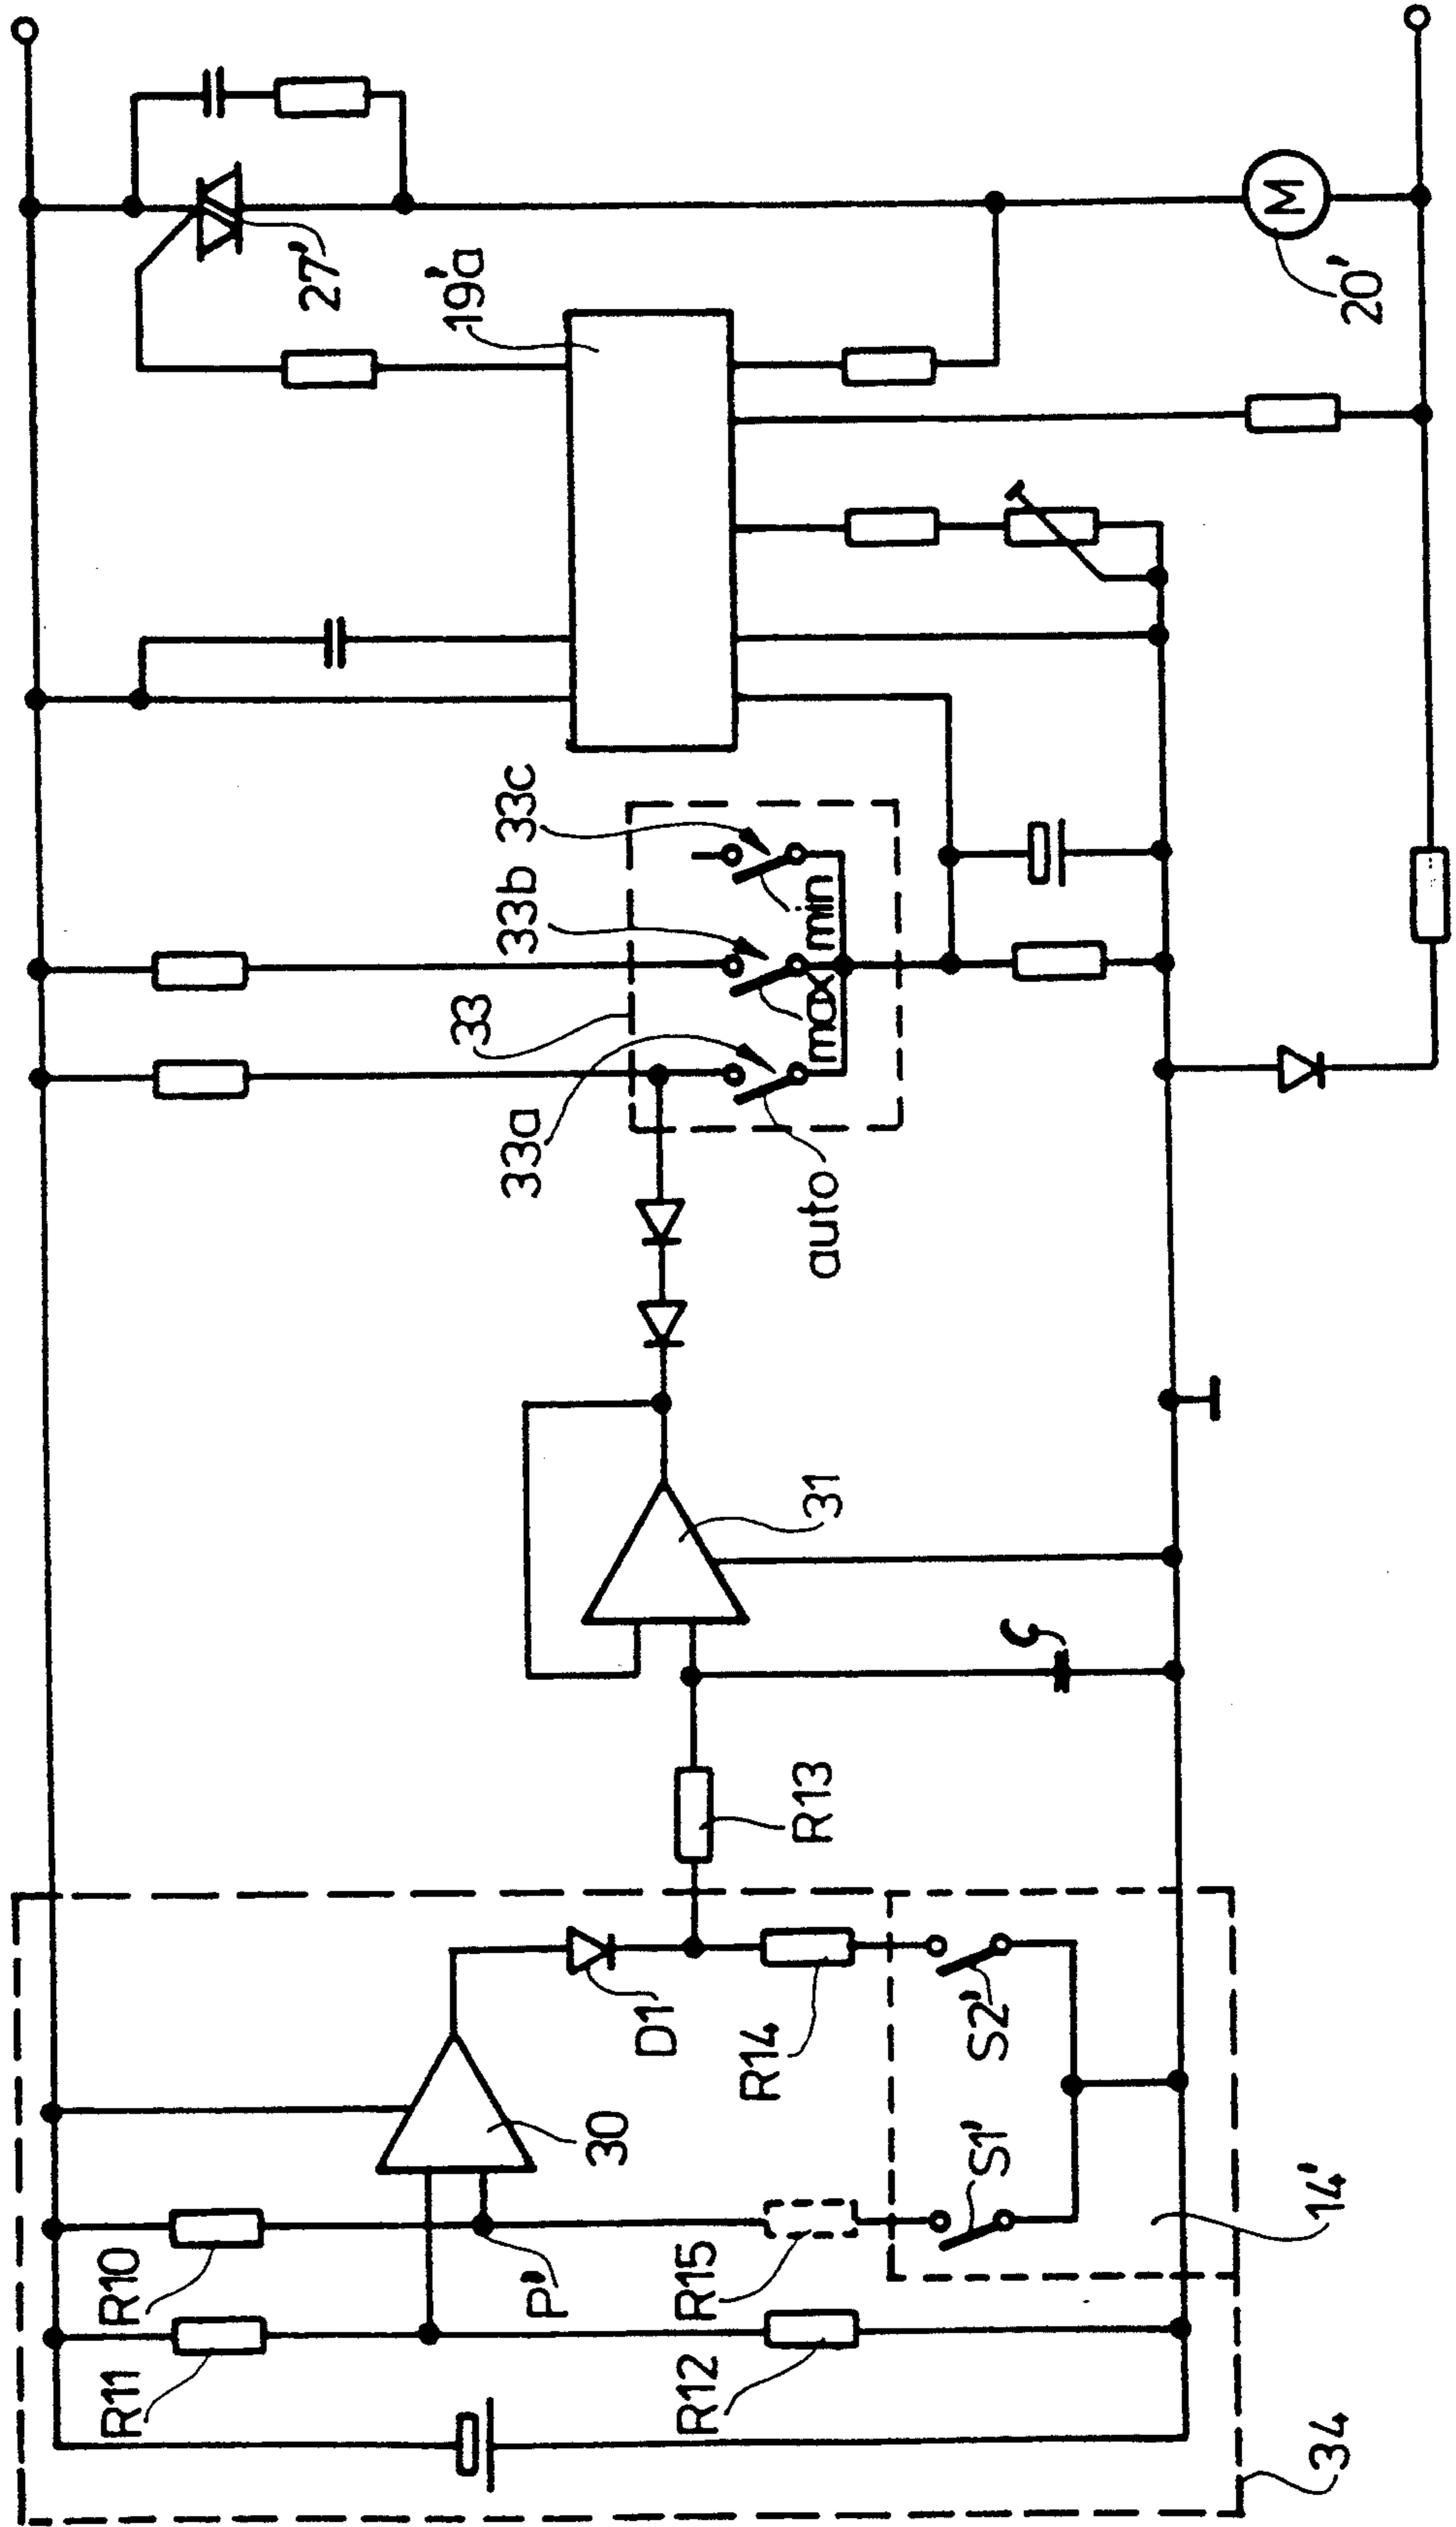 34
R11
R12
R10
P'
R15
14'
30
S1'
D1
R14
S2'
R13
C
31
33a
auto
33
33b
max
33c
min
19'a
27'
20'
M